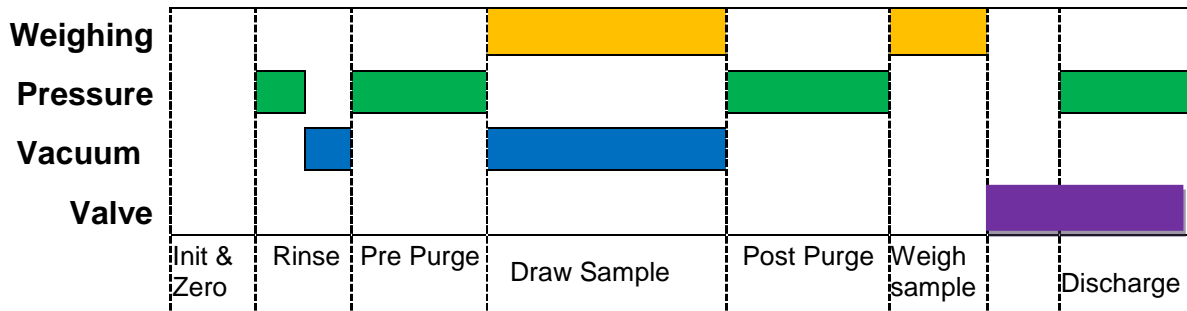 Weighing
Pressure
Vacuum
Valve
Init &
Zero
Rinse
Pre Purge
Draw Sample
Post Purge
Weigh
sample
Discharge